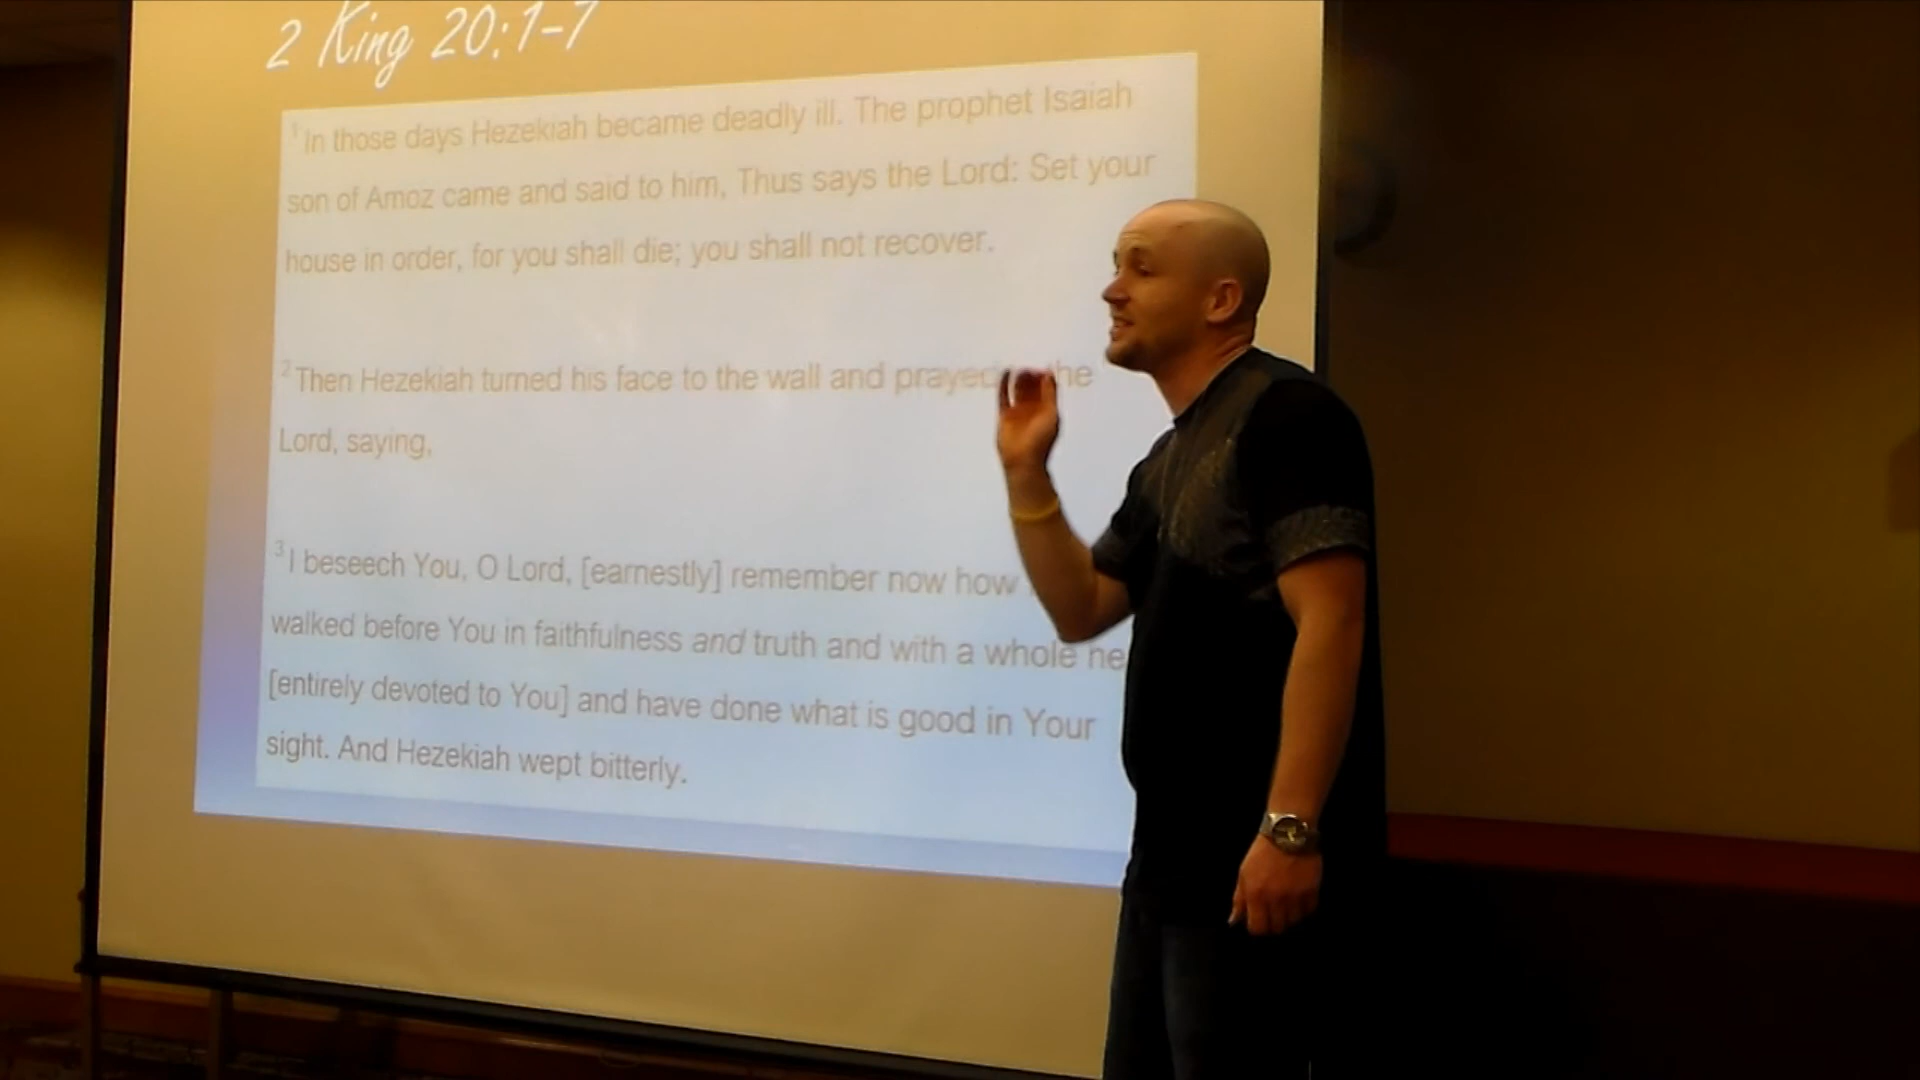 2 King 20:1-7
1 In those days Hezekiah became deadly ill. The prophet Isaiah
son of Amoz came and said to him, Thus says the Lord: Set your
house in order, for you shall die; you shall not recover.
2 Then Hezekiah turned his face to the wall and prayed the
Lord, saying,
3 I beseech You, O Lord, [earnestly] remember now how
walked before You in faithfulness and truth and with a whole
[entirely devoted to You] and have done what is good in Your
sight. And Hezekiah wept bitterly.